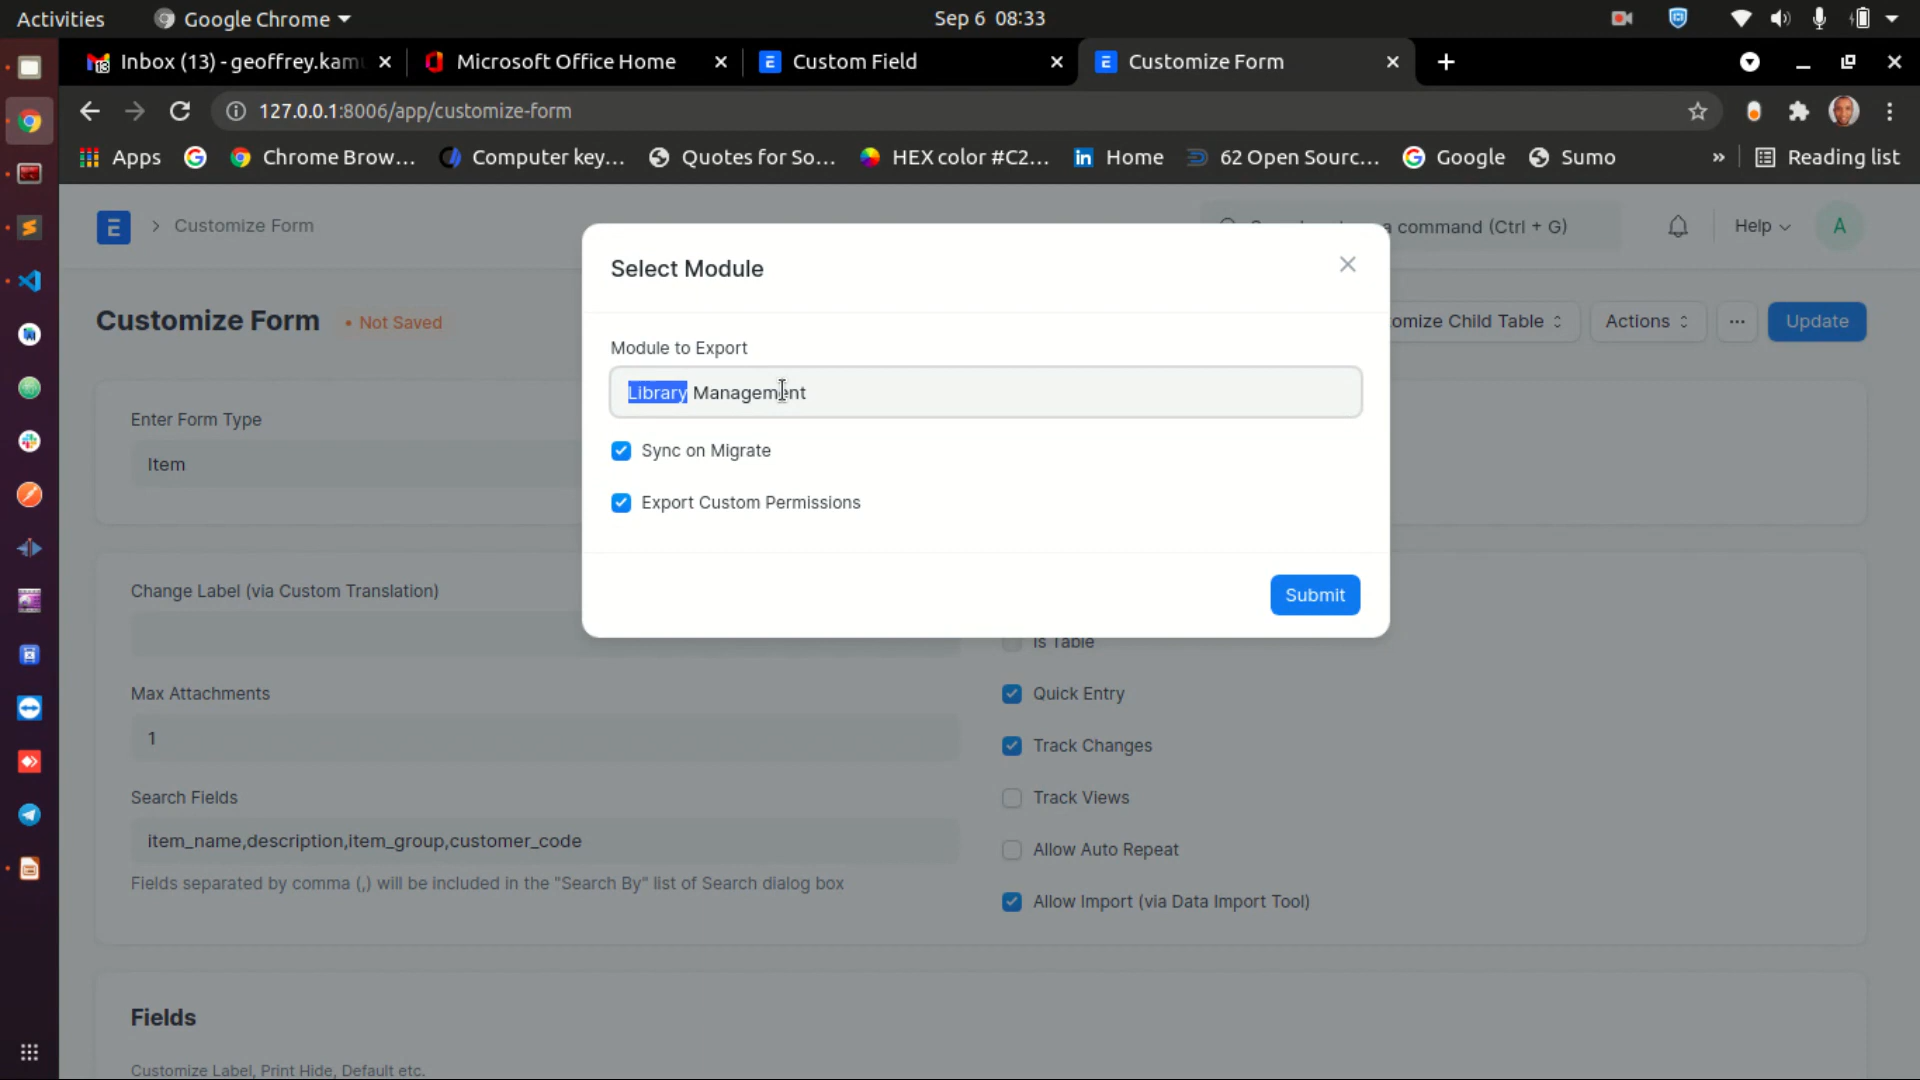 Activities
Google Chrome
Sep 6 08:33
Inbox (13) - geoffrey.kam
Microsoft Office Home
Custom Field
Customize Form
127.0.0.1:8006/app/customize-form
Apps
Chrome Brow...
Computer key...
Quotes for So...
HEX color #C2...
Home
62 Open Sourc...
Google
Sumo
»
Reading list
Customize Form
a command (Ctrl + G)
Help
A
Customize Form
• Not Saved
omize Child Table
Actions
...
Update
Select Module
Module to Export
Library Management
Sync on Migrate
Export Custom Permissions
Submit
Enter Form Type
Item
Change Label (via Custom Translation)
Max Attachments
1
Search Fields
item_name,description,item_group,customer_code
Fields separated by comma (,) will be included in the "Search By" list of Search dialog box
Is Table
Quick Entry
Track Changes
Track Views
Allow Auto Repeat
Allow Import (via Data Import Tool)
Fields
Customize Label, Print Hide, Default etc.